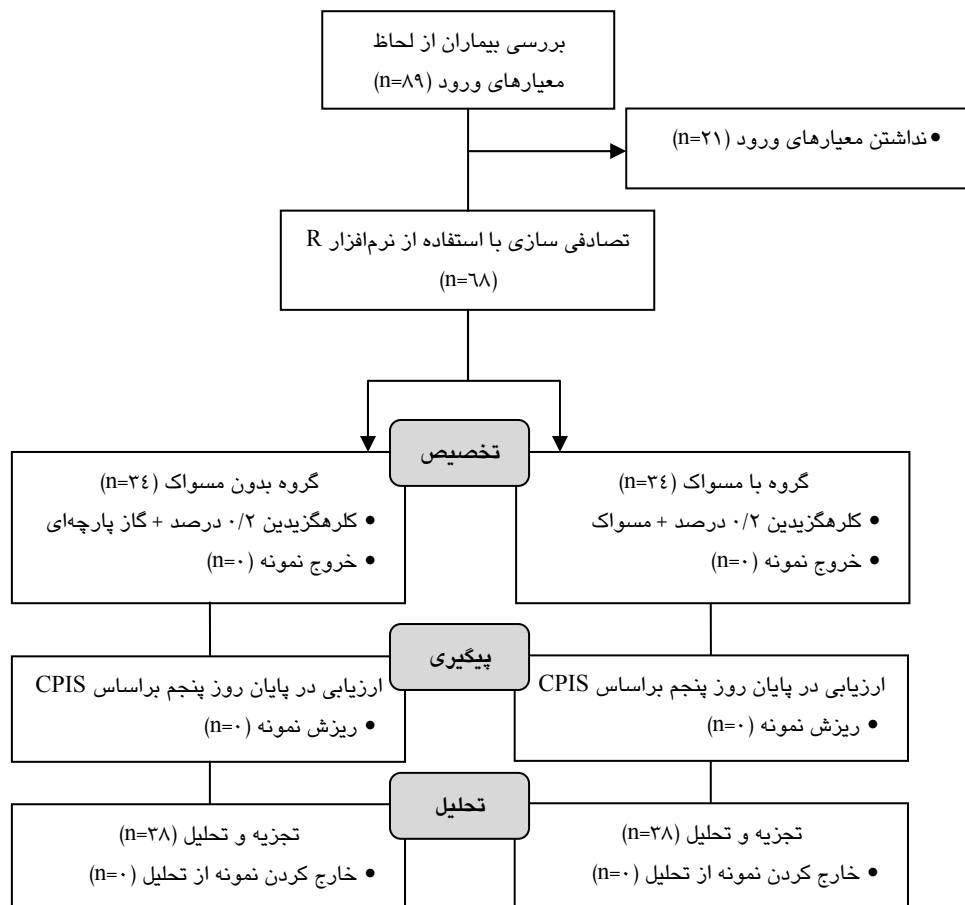 بررسی بیماران از لحاظ
معیارهای ورود (n=۸۹)
• نداشتن معیارهای ورود (n=۲۱)
تصادفی سازی با استفاده از نرم‌افزار R
(n=٦۸)
تخصیص
گروه با مسواک (n=۳٤)
• کلرهگزیدین ۰/۲ درصد + مسواک
• خروج نمونه (n=۰)
گروه بدون مسواک (n=۳٤)
• کلرهگزیدین ۰/۲ درصد + گاز پارچه‌ای
• خروج نمونه (n=۰)
پیگیری
ارزیابی در پایان روز پنجم براساس CPIS
• ریزش نمونه (n=۰)
ارزیابی در پایان روز پنجم براساس CPIS
• ریزش نمونه (n=۰)
تحلیل
تجزیه و تحلیل (n=۳۸)
• خارج کردن نمونه از تحلیل (n=۰)
تجزیه و تحلیل (n=۳۸)
• خارج کردن نمونه از تحلیل (n=۰)